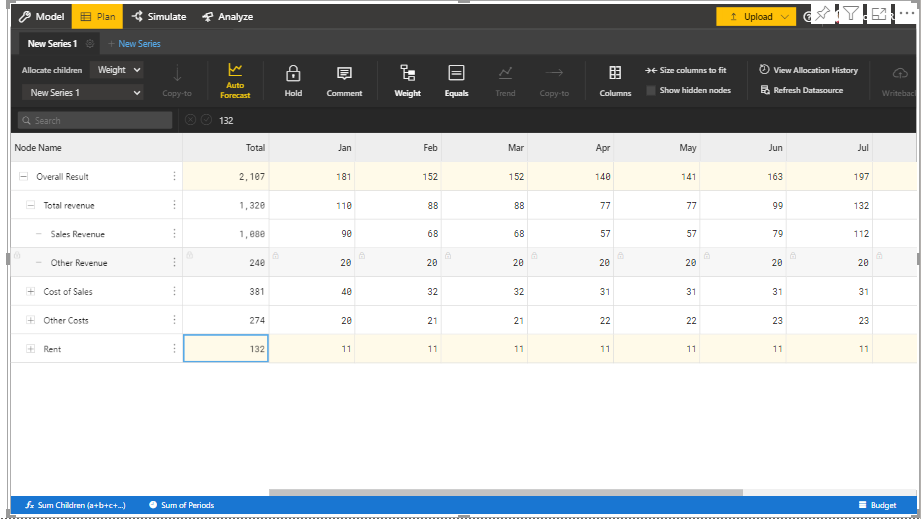 Model Plan Simulate Analyze Upload
New Series 1 + New Series
Allocate children Weight
New Series 1
Copy-to
Auto
Forecast
Hold Comment Weight Equals Trend Copy-to Columns
Size columns to fit
Show hidden nodes
View Allocation History
Refresh Datasource
Search 132
Node Name Total Jan Feb Mar Apr May Jun Jul
Overall Result 2,107 181 152 152 140 141 163 197
Total revenue 1,320 110 88 88 77 77 99 132
Sales Revenue 1,080 90 68 68 57 57 79 112
Other Revenue 240 20 20 20 20 20 20 20
Cost of Sales 381 40 32 32 31 31 31 31
Other Costs 274 20 21 21 22 22 23 23
Rent 132 11 11 11 11 11 11 11
fx Sum Children (a+b+c+...) Sum of Periods Budget